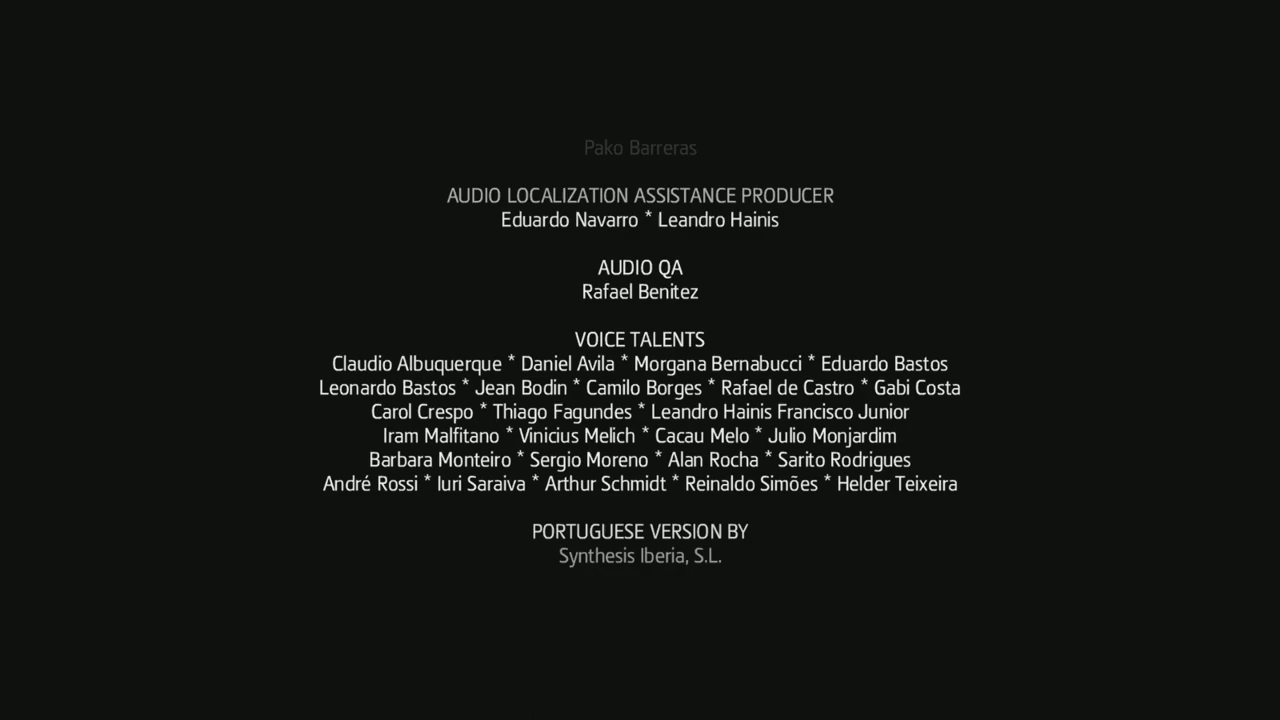 Pako Barreras
AUDIO LOCALIZATION ASSISTANCE PRODUCER
Eduardo Navarro * Leandro Hainis
AUDIO QA
Rafael Benitez
VOICE TALENTS
Claudio Albuquerque * Daniel Avila * Morgana Bernabucci * Eduardo Bastos
Leonardo Bastos * Jean Bodin * Camilo Borges * Rafael de Castro * Gabi Costa
Carol Crespo * Thiago Fagundes * Leandro Hainis Francisco Junior
Iram Malfitano * Vinicius Melich * Cacau Melo * Julio Monjardim
Barbara Monteiro * Sergio Moreno * Alan Rocha * Sarito Rodrigues
André Rossi * Iuri Saraiva * Arthur Schmidt * Reinaldo Simões * Helder Teixeira
PORTUGUESE VERSION BY
Synthesis Iberia, S.L.